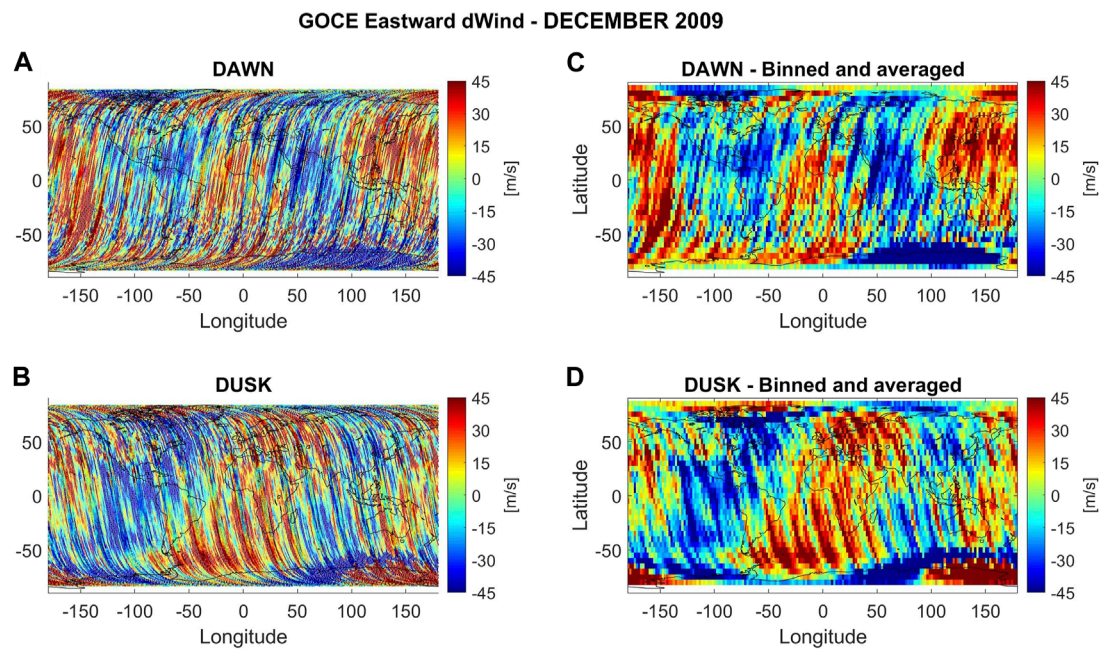 GOCE Eastward dWind - DECEMBER 2009
A
DAWN
50
0
-50
-150 -100 -50 0 50 100 150
Longitude
45
30
15
0
-15
-30
-45
[m/s]
C
DAWN - Binned and averaged
Latitude
50
0
-50
-150 -100 -50 0 50 100 150
Longitude
45
30
15
0
-15
-30
-45
[m/s]
B
DUSK
50
0
-50
-150 -100 -50 0 50 100 150
Longitude
45
30
15
0
-15
-30
-45
[m/s]
D
DUSK - Binned and averaged
Latitude
50
0
-50
-150 -100 -50 0 50 100 150
Longitude
45
30
15
0
-15
-30
-45
[m/s]